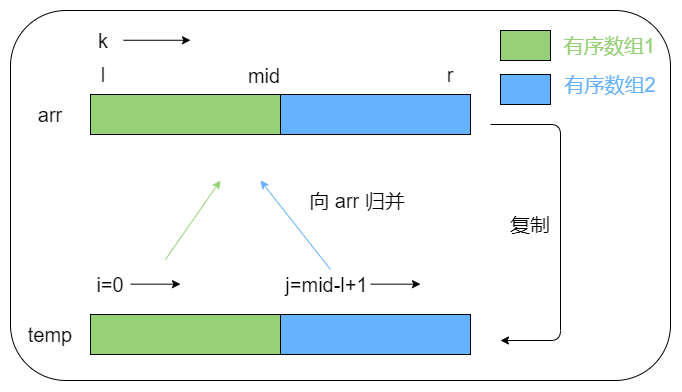 k
l
mid
r
有序数组1
有序数组2
arr
向 arr 归并
复制
i=0
j=mid-l+1
temp